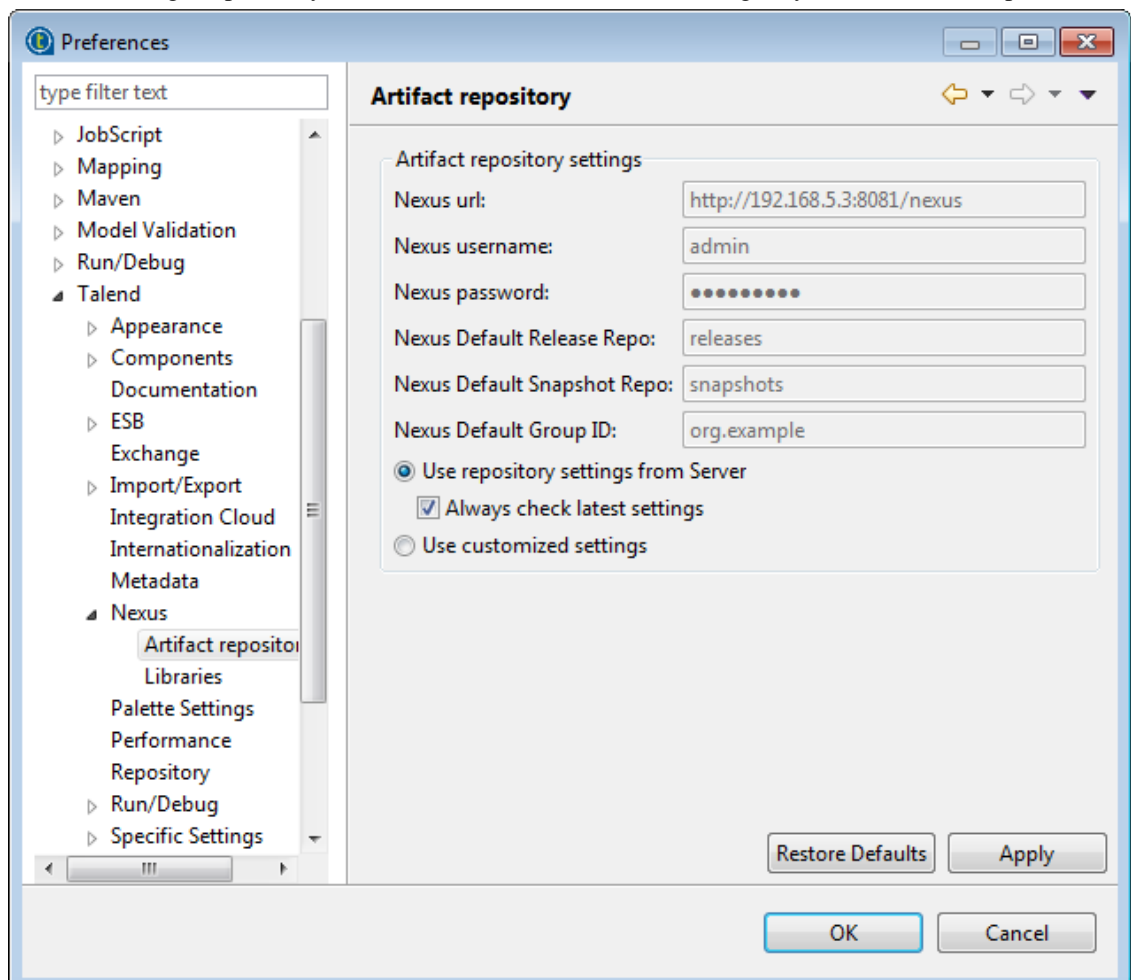 Preferences
type filter text
JobScript
Mapping
Maven
Model Validation
Run/Debug
Talend
Appearance
Components
Documentation
ESB
Exchange
Import/Export
Integration Cloud
Internationalization
Metadata
Nexus
Artifact repositor
Libraries
Palette Settings
Performance
Repository
Run/Debug
Specific Settings
Artifact repository
Artifact repository settings
Nexus url: http://192.168.5.3:8081/nexus
Nexus username: admin
Nexus password: ●●●●●●●●●
Nexus Default Release Repo: releases
Nexus Default Snapshot Repo: snapshots
Nexus Default Group ID: org.example
Use repository settings from Server
Always check latest settings
Use customized settings
Restore Defaults Apply
OK Cancel